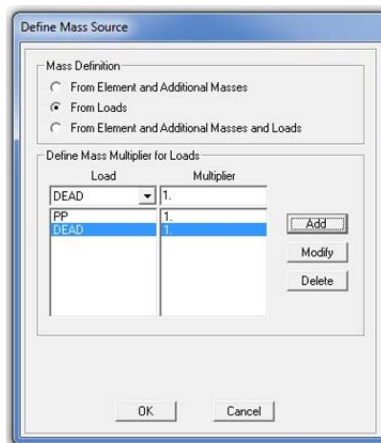 Define Mass Source
Mass Definition
From Element and Additional Masses
From Loads
From Element and Additional Masses and Loads
Define Mass Multiplier for Loads
Load Multiplier
DEAD 1.
PP 1.
DEAD 1.
Add
Modify
Delete
OK Cancel